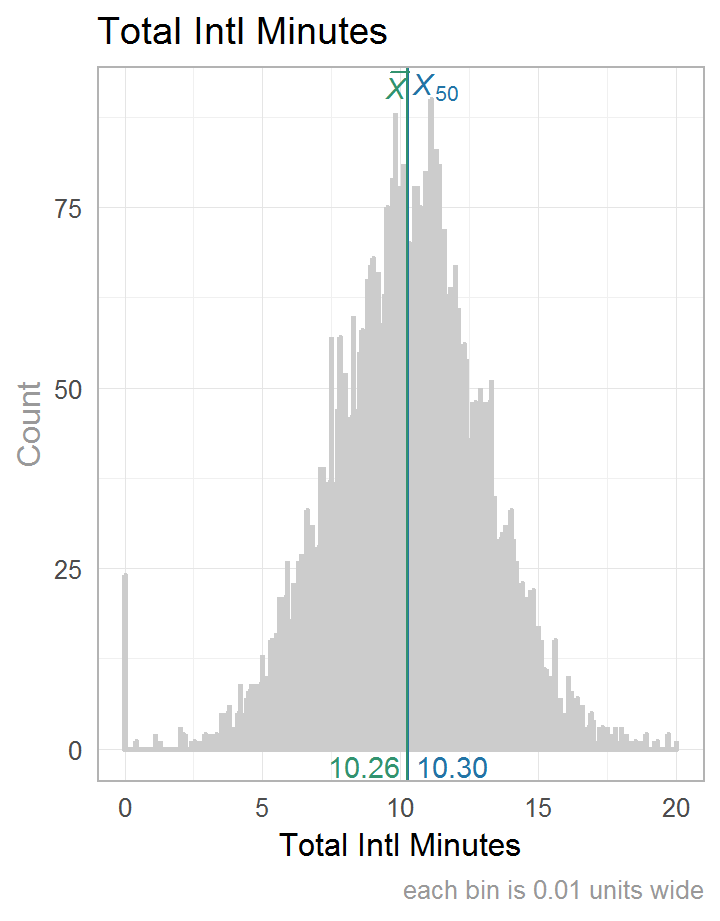 Total Intl Minutes
X̅ X₅₀
75
50
25
0
Count
10.26 10.30
0 5 10 15 20
Total Intl Minutes
each bin is 0.01 units wide